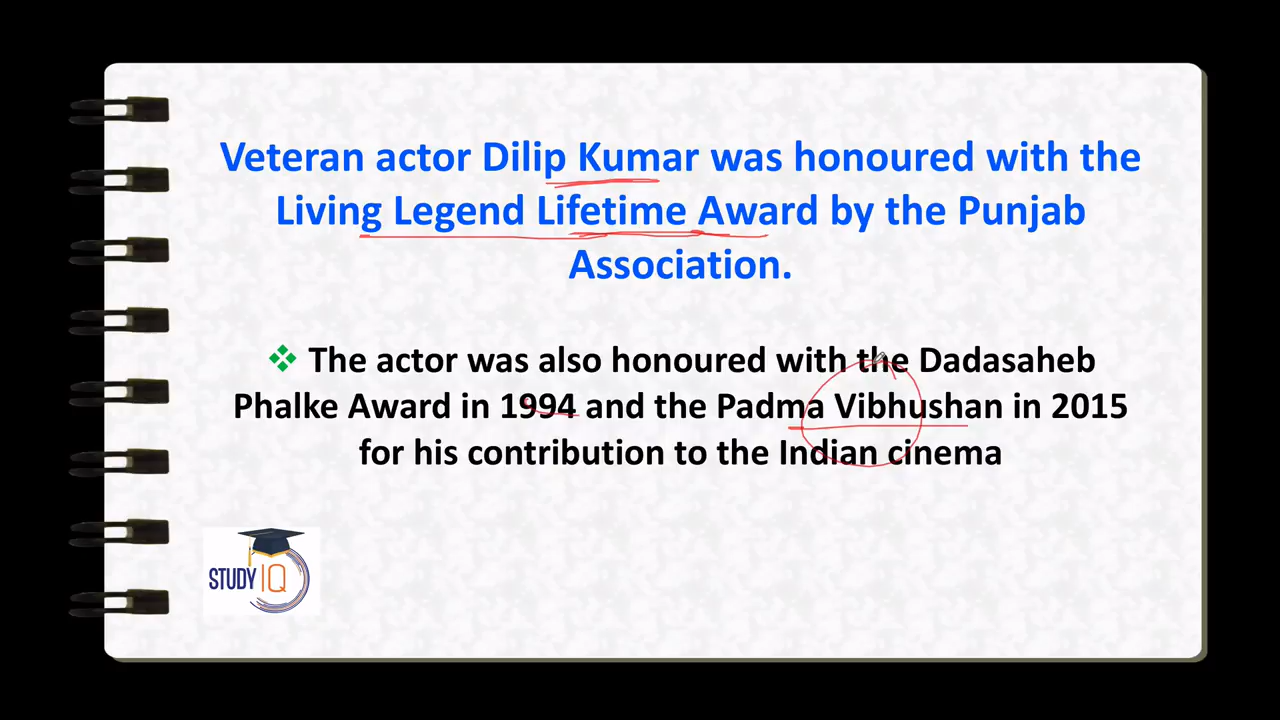 Veteran actor Dilip Kumar was honoured with the
Living Legend Lifetime Award by the Punjab
Association.
The actor was also honoured with the Dadasaheb
Phalke Award in 1994 and the Padma Vibhushan in 2015
for his contribution to the Indian cinema
STUDY IQ